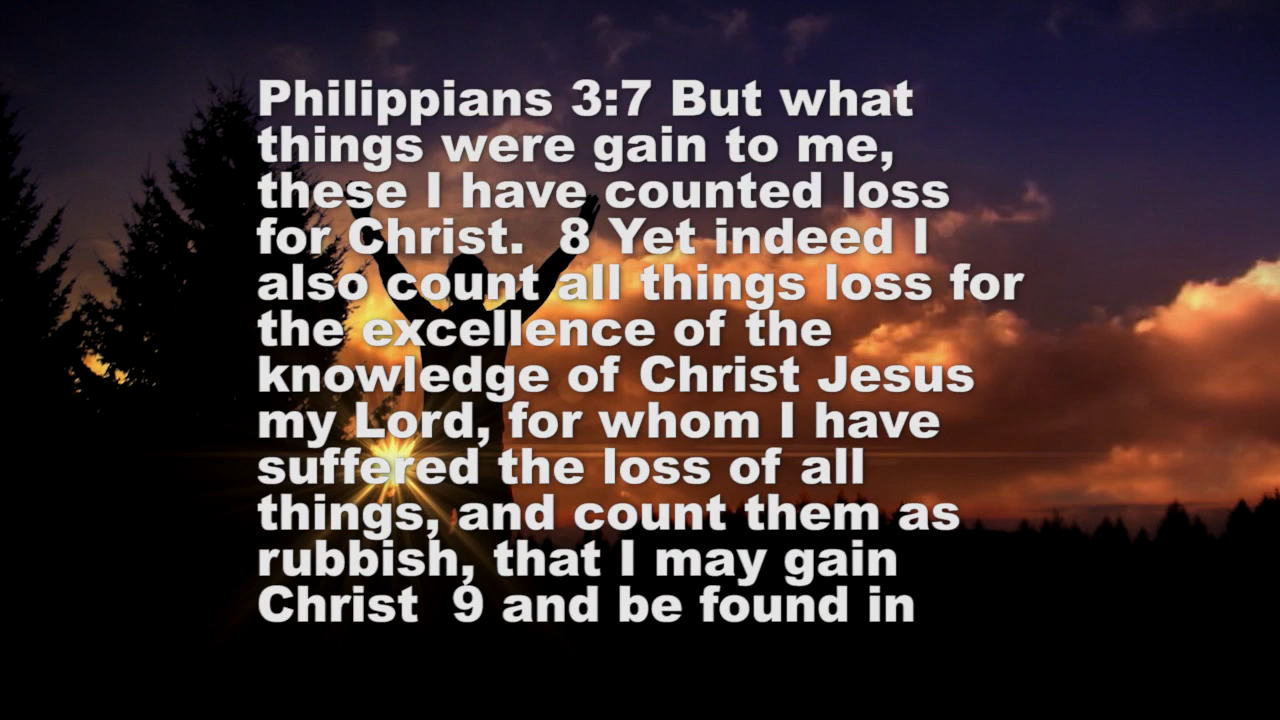 Philippians 3:7 But what
things were gain to me,
these I have counted loss
for Christ.  8 Yet indeed I
also count all things loss for
the excellence of the
knowledge of Christ Jesus
my Lord, for whom I have
suffered the loss of all
things, and count them as
rubbish, that I may gain
Christ  9 and be found in